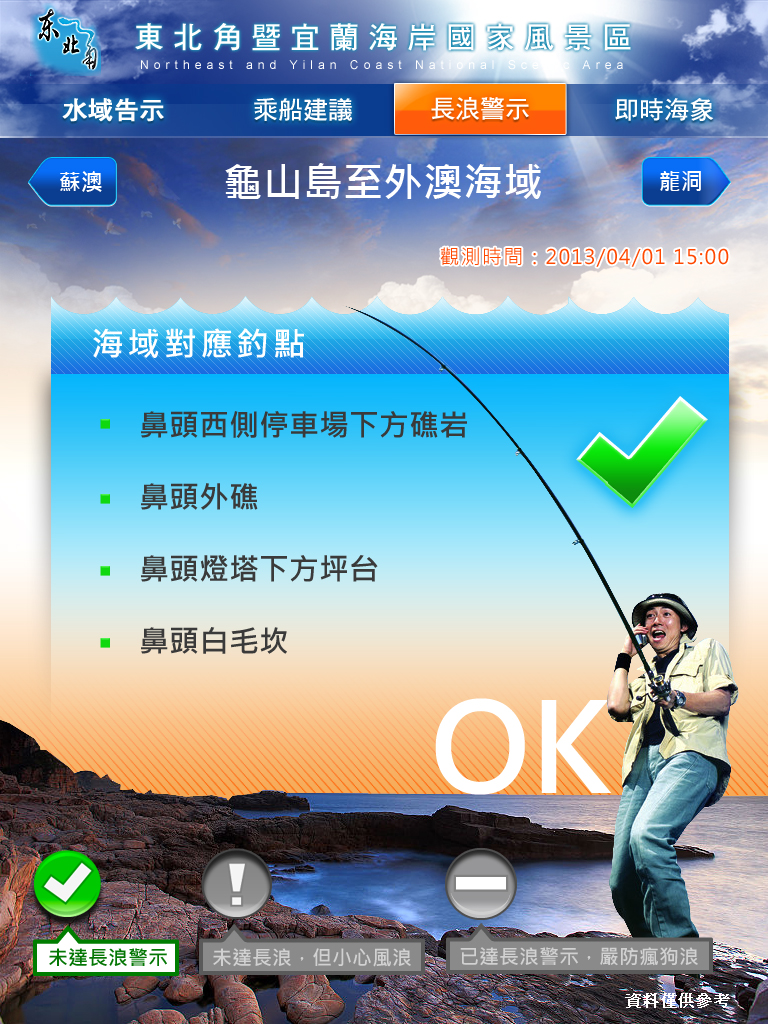 东北角
東北角暨宜蘭海岸國家風景區
Northeast and Yilan Coast National Scenic Area
水域告示
乘船建議
長浪警示
即時海象
蘇澳
龜山島至外澳海域
龍洞
觀測時間：2013/04/01 15:00
海域對應釣點
鼻頭西側停車場下方礁岩
鼻頭外礁
鼻頭燈塔下方坪台
鼻頭白毛坎
OK
未達長浪警示
未達長浪，但小心風浪
已達長浪警示，嚴防瘋狗浪
資料僅供參考